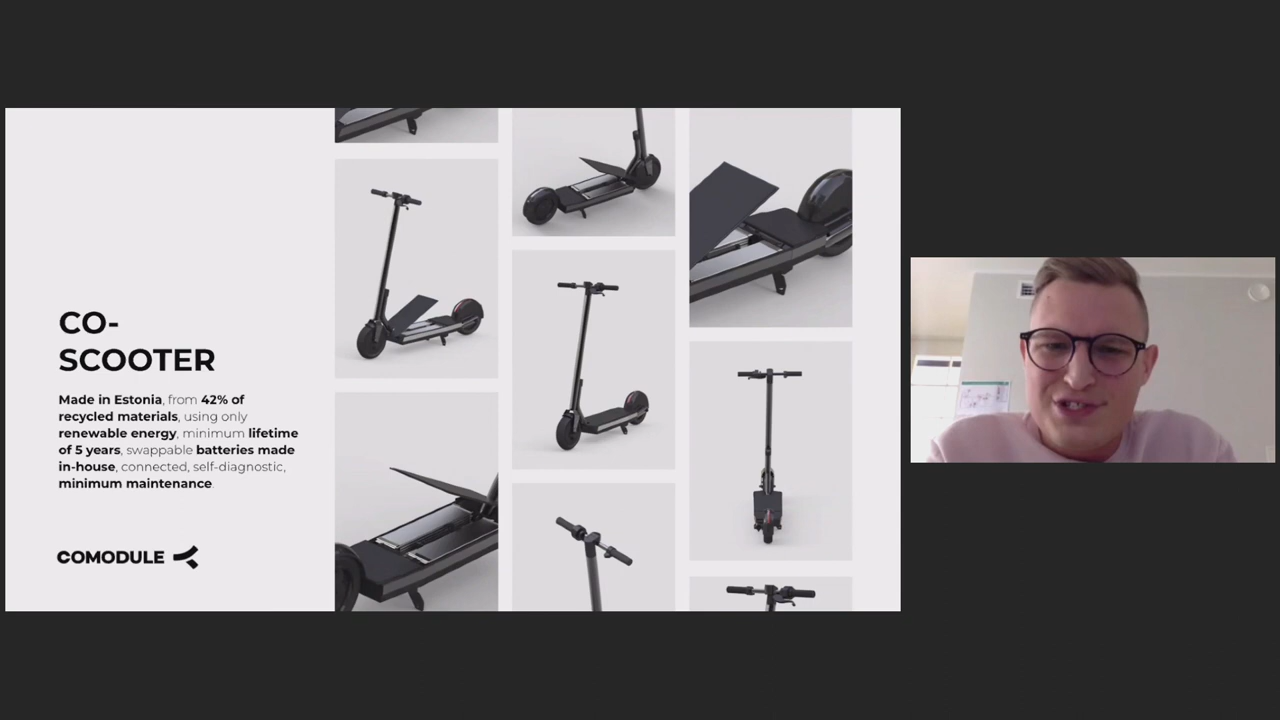 CO-
SCOOTER
Made in Estonia, from 42% of
recycled materials, using only
renewable energy, minimum lifetime
of 5 years, swappable batteries made
in-house, connected, self-diagnostic,
minimum maintenance.
COMODULE